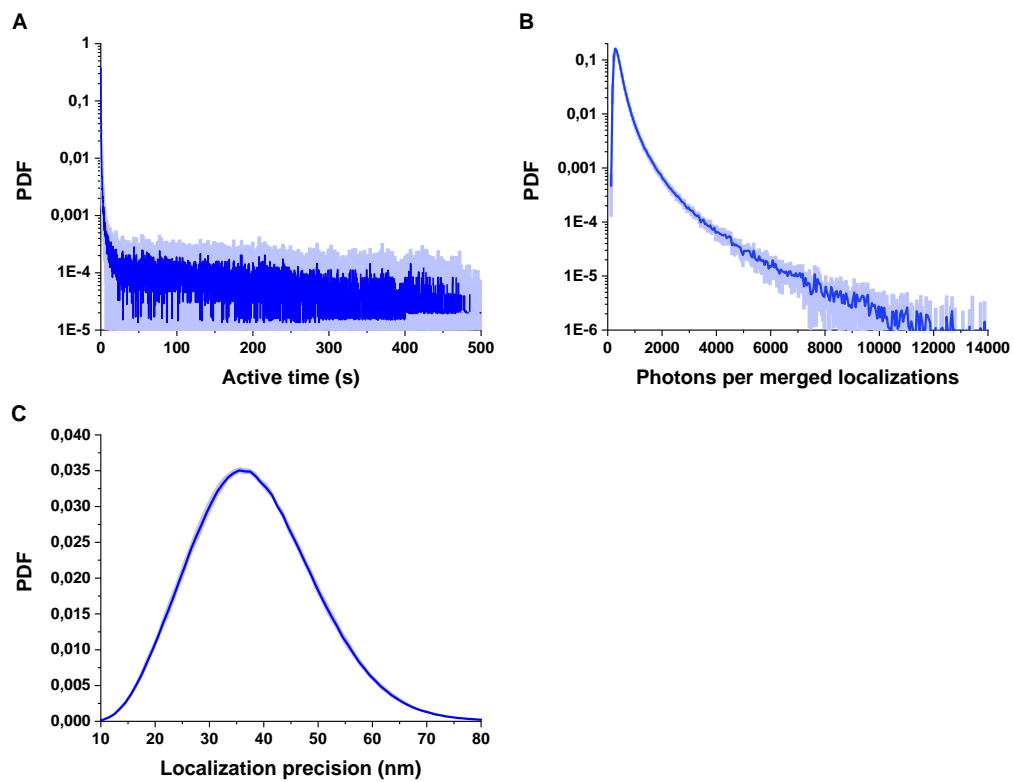 A
1
0,1
0,01
0,001
1E-4
1E-5
PDF
0 100 200 300 400 500
Active time (s)
B
0,1
0,01
0,001
1E-4
1E-5
1E-6
PDF
0 2000 4000 6000 8000 10000 12000 14000
Photons per merged localizations
C
0,040
0,035
0,030
0,025
0,020
0,015
0,010
0,005
0,000
PDF
10 20 30 40 50 60 70 80
Localization precision (nm)